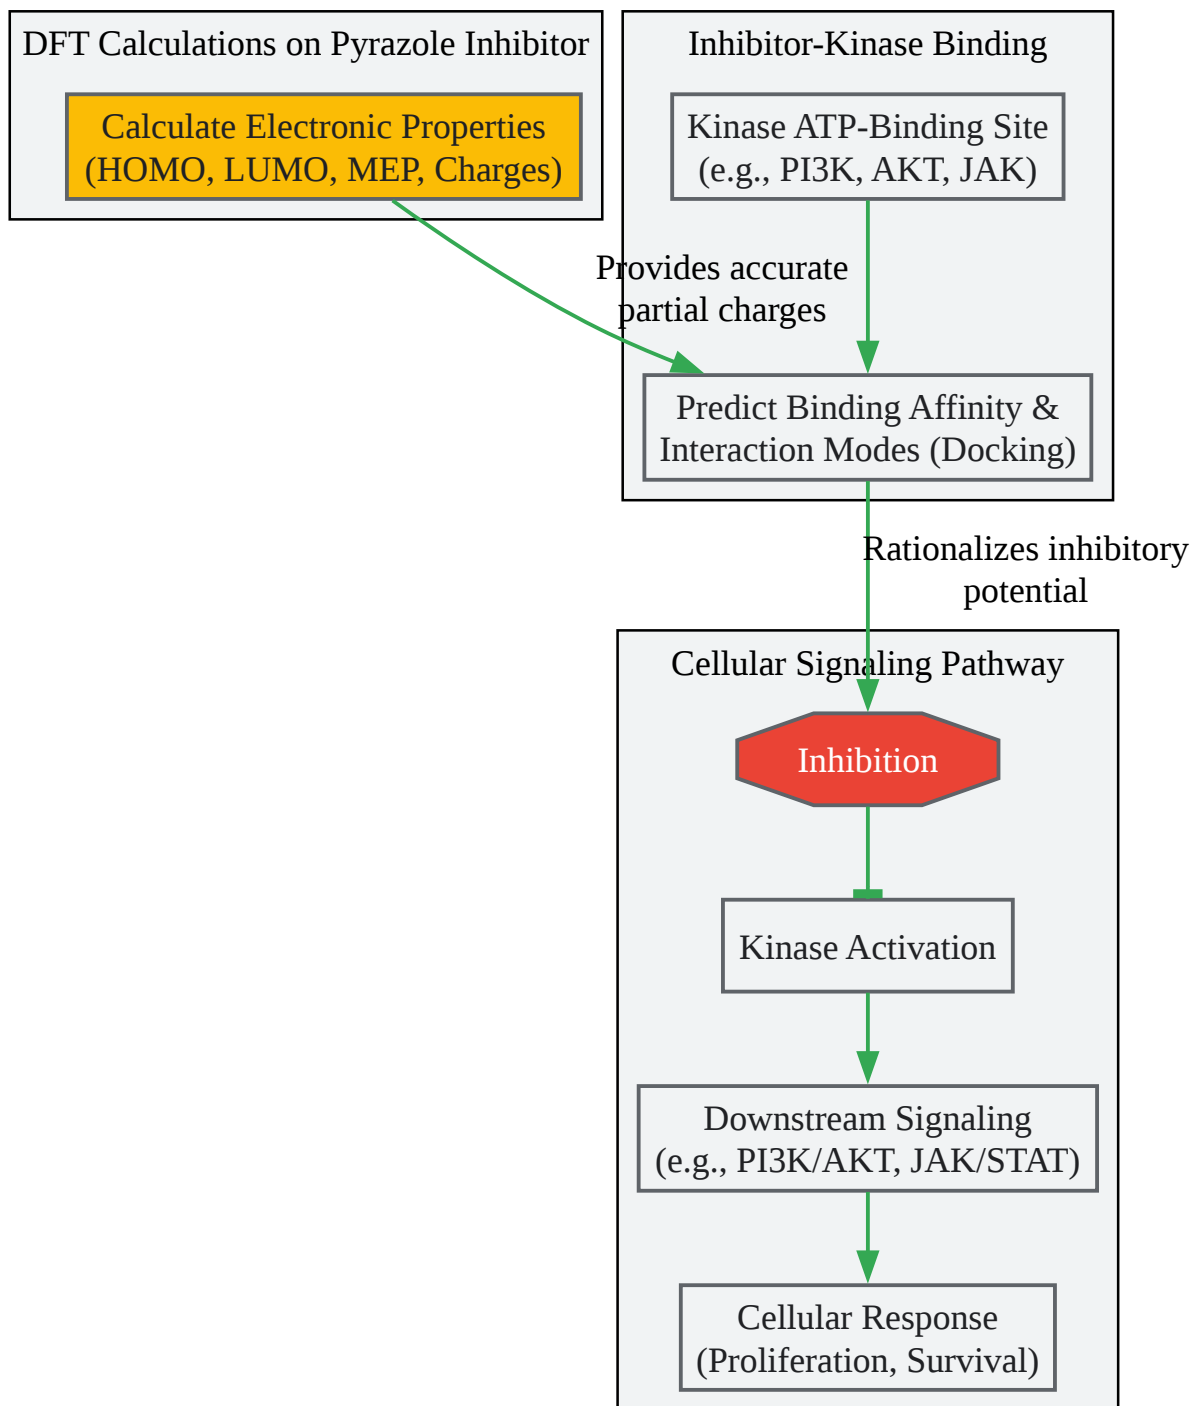 DFT Calculations on Pyrazole Inhibitor
Calculate Electronic Properties
(HOMO, LUMO, MEP, Charges)
Inhibitor-Kinase Binding
Kinase ATP-Binding Site
(e.g., PI3K, AKT, JAK)
Provides accurate
partial charges
Predict Binding Affinity &
Interaction Modes (Docking)
Rationalizes inhibitory
potential
Cellular Signaling Pathway
Inhibition
Kinase Activation
Downstream Signaling
(e.g., PI3K/AKT, JAK/STAT)
Cellular Response
(Proliferation, Survival)